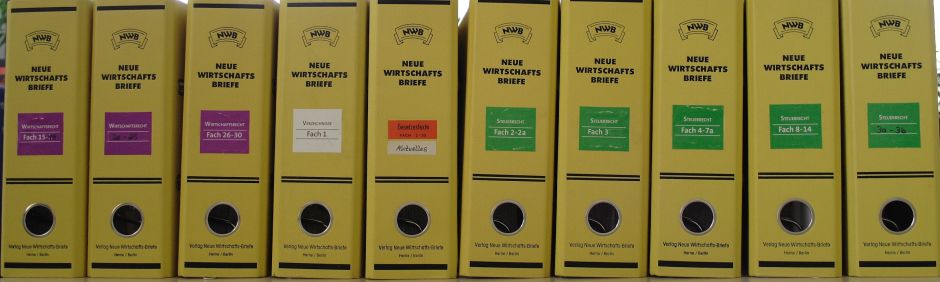 NWB
NEUE
WIRTSCHAFTS
BRIEFE
WIRTSCHAFTSRECHT
Fach 15-
Verlag Neue Wirtschafts-Briefe
Herne / Berlin
NWB
NEUE
WIRTSCHAFTS
BRIEFE
WIRTSCHAFTSRECHT
Verlag Neue Wirtschafts-Briefe
Herne / Berlin
NWB
NEUE
WIRTSCHAFTS
BRIEFE
WIRTSCHAFTSRECHT
Fach 26-30
Verlag Neue Wirtschafts-Briefe
Herne / Berlin
NWB
NEUE
WIRTSCHAFTS
BRIEFE
VERZEICHNISSE
Fach 1
Verlag Neue Wirtschafts-Briefe
Herne / Berlin
NWB
NEUE
WIRTSCHAFTS
BRIEFE
FACH 1-30
Aktuelles
Verlag Neue Wirtschafts-Briefe
Herne / Berlin
NWB
NEUE
WIRTSCHAFTS
BRIEFE
STEUERRECHT
Fach 2-2a
Verlag Neue Wirtschafts-Briefe
Herne / Berlin
NWB
NEUE
WIRTSCHAFTS
BRIEFE
STEUERRECHT
Fach 3
Verlag Neue Wirtschafts-Briefe
Herne / Berlin
NWB
NEUE
WIRTSCHAFTS
BRIEFE
STEUERRECHT
Fach 4-7a
Verlag Neue Wirtschafts-Briefe
Herne / Berlin
NWB
NEUE
WIRTSCHAFTS
BRIEFE
STEUERRECHT
Fach 8-14
Verlag Neue Wirtschafts-Briefe
Herne / Berlin
NWB
NEUE
WIRTSCHAFTS
BRIEFE
STEUERRECHT
3a - 3b
Verlag Neue Wirtschafts-Briefe
Herne / Berlin